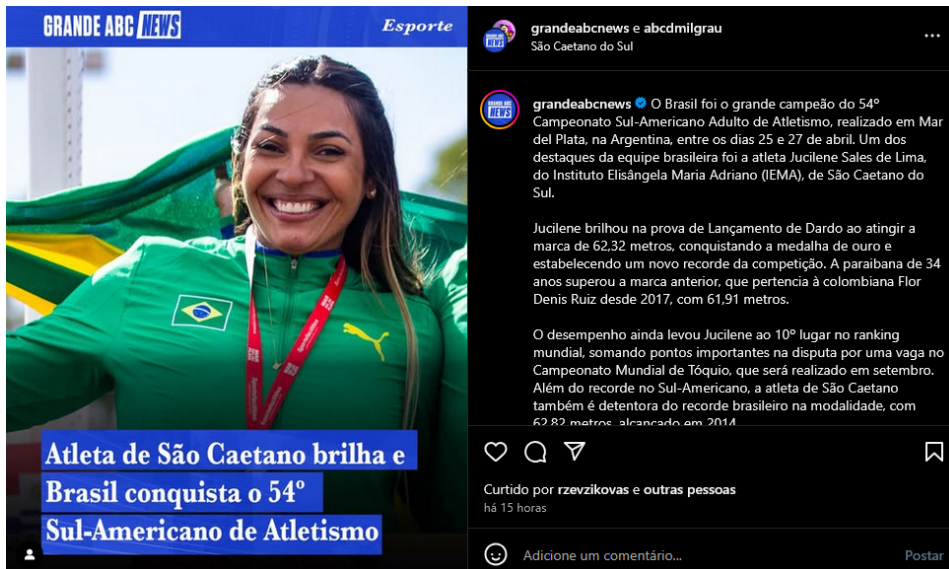 GRANDE ABC NEWS
Esporte
Atleta de São Caetano brilha e
Brasil conquista o 54º
Sul-Americano de Atletismo
grandeabcnews e abcdmilgrau
São Caetano do Sul
grandeabcnews O Brasil foi o grande campeão do 54º
Campeonato Sul-Americano Adulto de Atletismo, realizado em Mar
del Plata, na Argentina, entre os dias 25 e 27 de abril. Um dos
destaques da equipe brasileira foi a atleta Jucilene Sales de Lima,
do Instituto Elisângela Maria Adriano (IEMA), de São Caetano do
Sul.
Jucilene brilhou na prova de Lançamento de Dardo ao atingir a
marca de 62,32 metros, conquistando a medalha de ouro e
estabelecendo um novo recorde da competição. A paraibana de 34
anos superou a marca anterior, que pertencia à colombiana Flor
Denis Ruiz desde 2017, com 61,91 metros.
O desempenho ainda levou Jucilene ao 10º lugar no ranking
mundial, somando pontos importantes na disputa por uma vaga no
Campeonato Mundial de Tóquio, que será realizado em setembro.
Além do recorde no Sul-Americano, a atleta de São Caetano
também é detentora do recorde brasileiro na modalidade, com
62,82 metros, alcançado em 2014.
Curtido por rzevzikovas e outras pessoas
há 15 horas
Adicione um comentário...
Postar